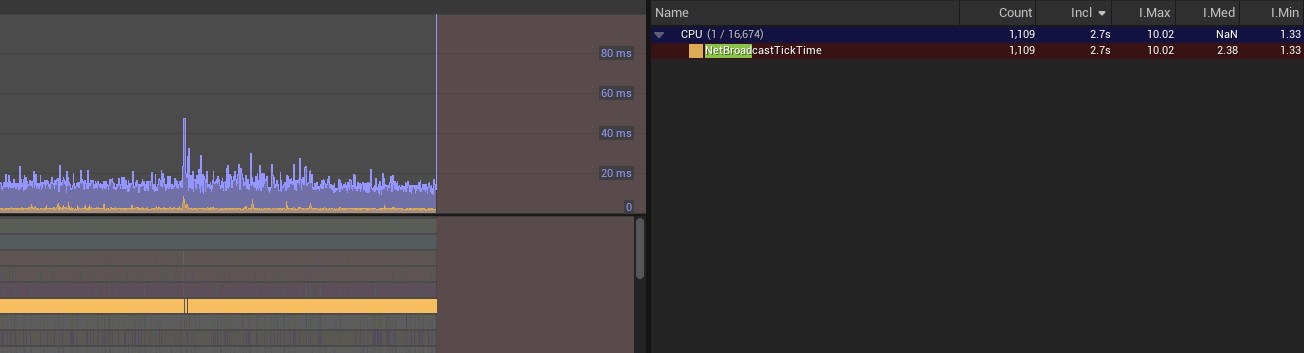 Name Count Incl I.Max I.Med I.Min
CPU (1 / 16,674) 1,109 2.7s 10.02 NaN 1.33
NetBroadcastTickTime 1,109 2.7s 10.02 2.38 1.33
80 ms
60 ms
40 ms
20 ms
0